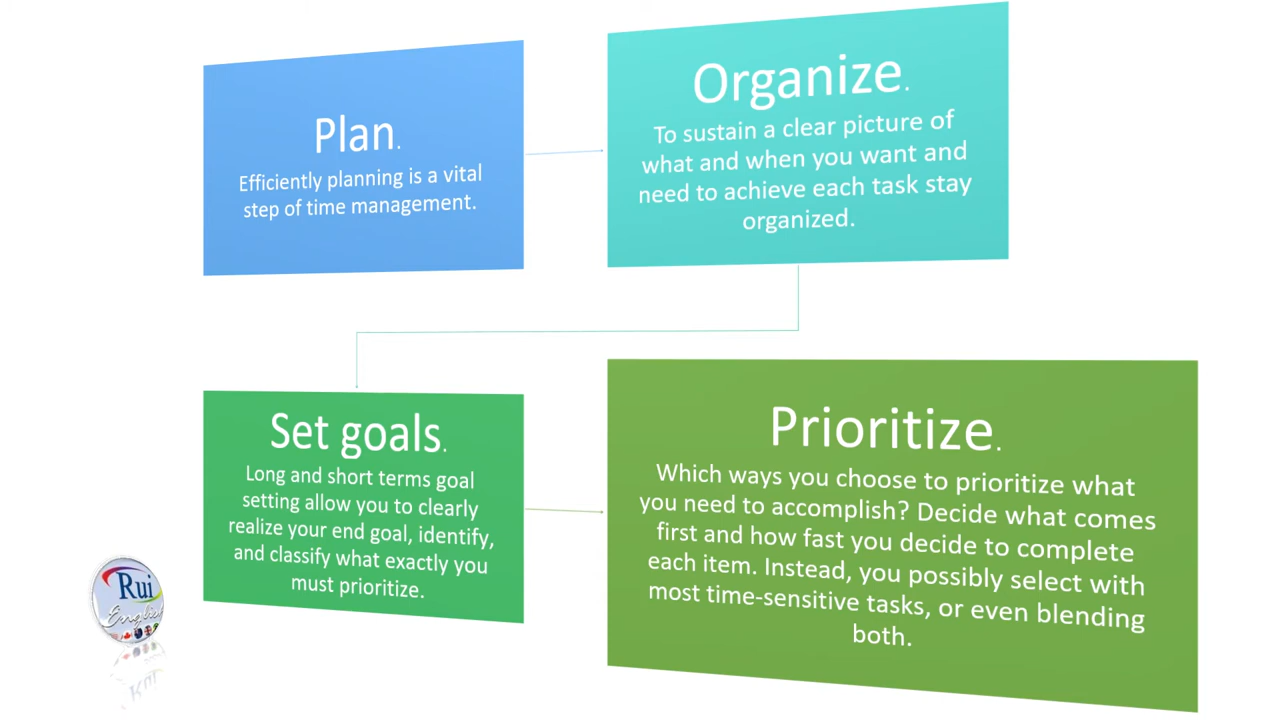 Plan.
Efficiently planning is a vital
step of time management.
Organize.
To sustain a clear picture of
what and when you want and
need to achieve each task stay
organized.
Set goals.
Long and short terms goal
setting allow you to clearly
realize your end goal, identify,
and classify what exactly you
must prioritize.
Prioritize.
Which ways you choose to prioritize what
you need to accomplish? Decide what comes
first and how fast you decide to complete
each item. Instead, you possibly select with
most time-sensitive tasks, or even blending
both.
Rui
English